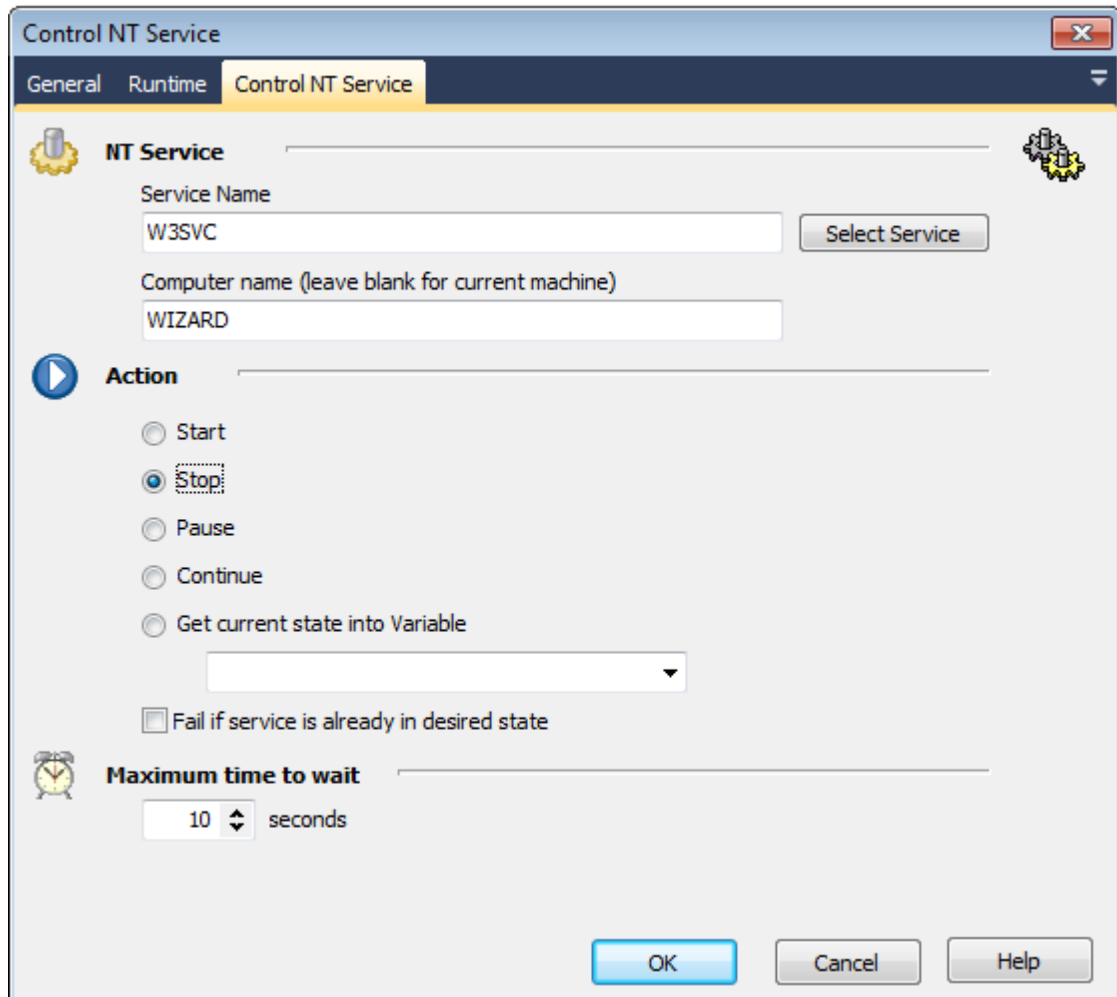 Control NT Service
General Runtime Control NT Service
NT Service
Service Name
W3SVC Select Service
Computer name (leave blank for current machine)
WIZARD
Action
Start
Stop
Pause
Continue
Get current state into Variable
Fail if service is already in desired state
Maximum time to wait
10 seconds
OK Cancel Help